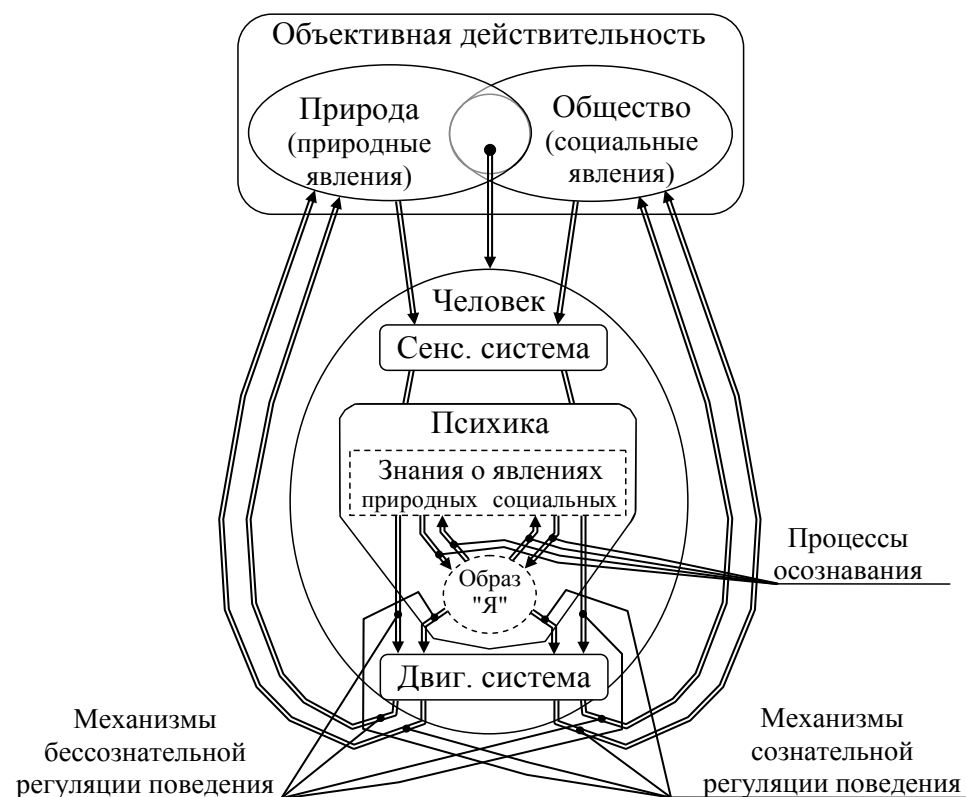 Объективная действительность
Природа
(природные
явления)
Общество
(социальные
явления)
Человек
Сенс. система
Психика
Знания о явлениях
природных социальных
Процессы
осознавания
Образ
"Я"
Двиг. система
Механизмы
бессознательной
регуляции поведения
Механизмы
сознательной
регуляции поведения